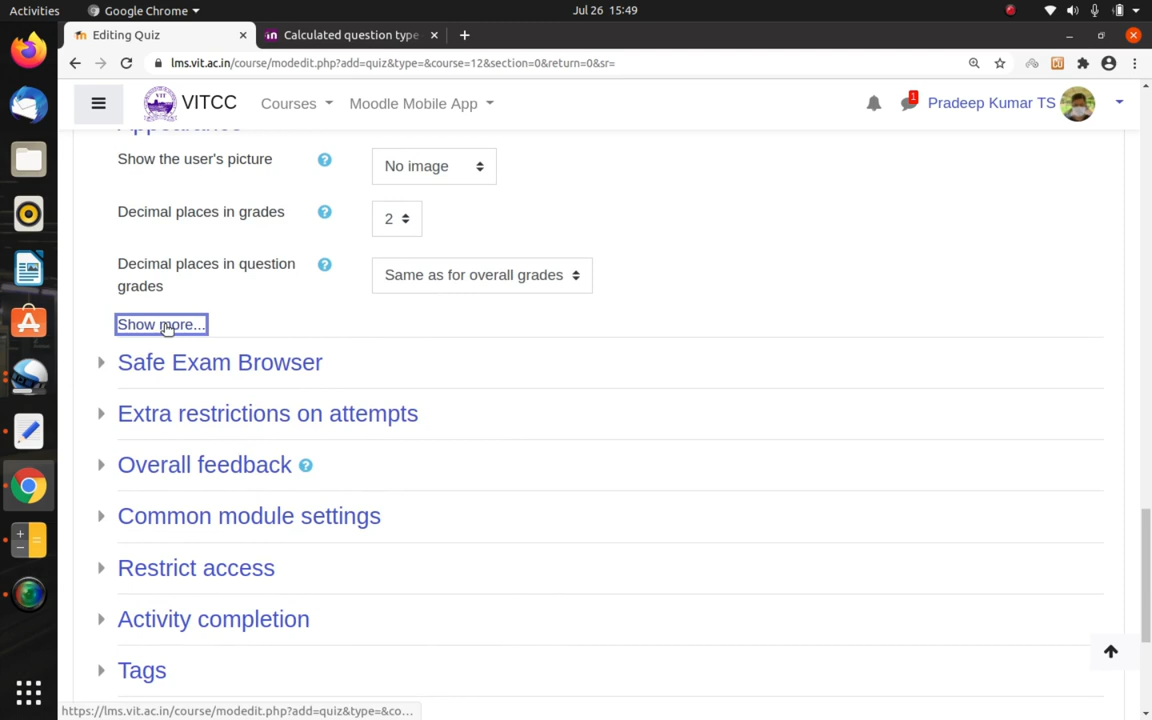 Activities
Google Chrome
Jul 26 15:49
Editing Quiz
Calculated question type
lms.vit.ac.in/course/modedit.php?add=quiz&type=&course=12&section=0&return=0&sr=
VITCC
Courses
Moodle Mobile App
1
Pradeep Kumar TS
Appearance
Show the user's picture
No image
Decimal places in grades
2
Decimal places in question
grades
Same as for overall grades
Show more...
Safe Exam Browser
Extra restrictions on attempts
Overall feedback
Common module settings
Restrict access
Activity completion
Tags
https://lms.vit.ac.in/course/modedit.php?add=quiz&type=&co...